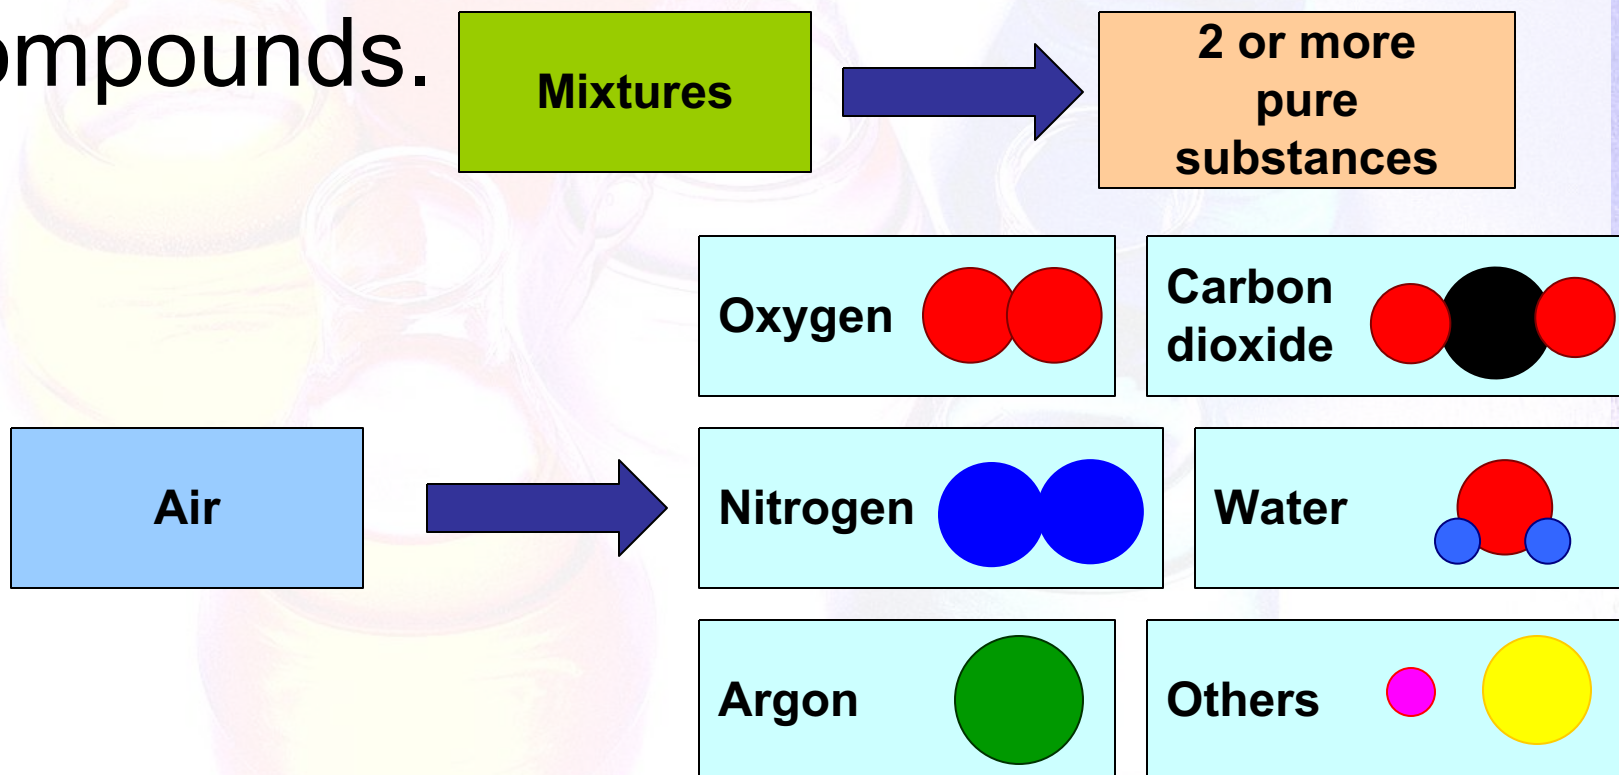 ompounds.
Mixtures
2 or more
pure
substances
Oxygen
Carbon
dioxide
Air
Nitrogen
Water
Argon
Others